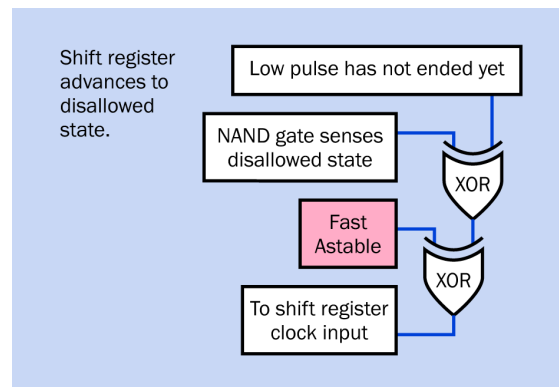 Shift register
advances to
disallowed
state.
Low pulse has not ended yet
NAND gate senses
disallowed state
XOR
Fast
Astable
XOR
To shift register
clock input